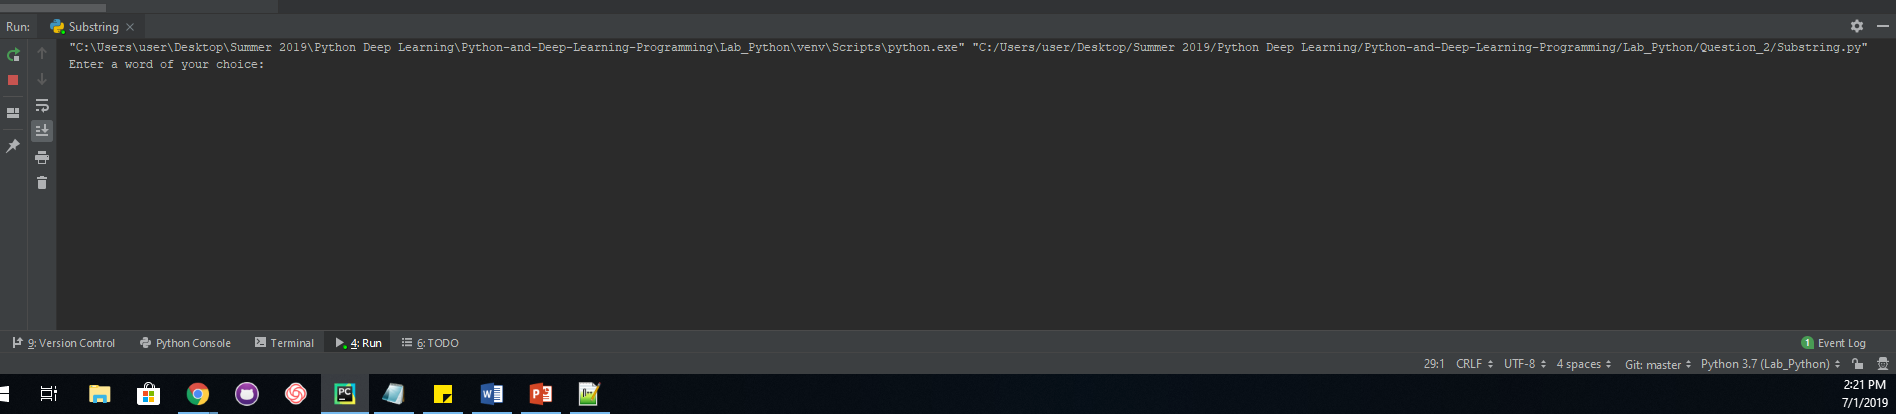 Run: Substring
"C:\Users\user\Desktop\Summer 2019\Python Deep Learning\Python-and-Deep-Learning-Programming\Lab_Python\venv\Scripts\python.exe" "C:/Users/user/Desktop/Summer 2019/Python Deep Learning/Python-and-Deep-Learning-Programming/Lab_Python/Question_2/Substring.py"
Enter a word of your choice:
9: Version Control Python Console Terminal 4: Run 6: TODO 1 Event Log
29:1 CRLF UTF-8 4 spaces Git: master Python 3.7 (Lab_Python)
PC W P
2:21 PM
7/1/2019